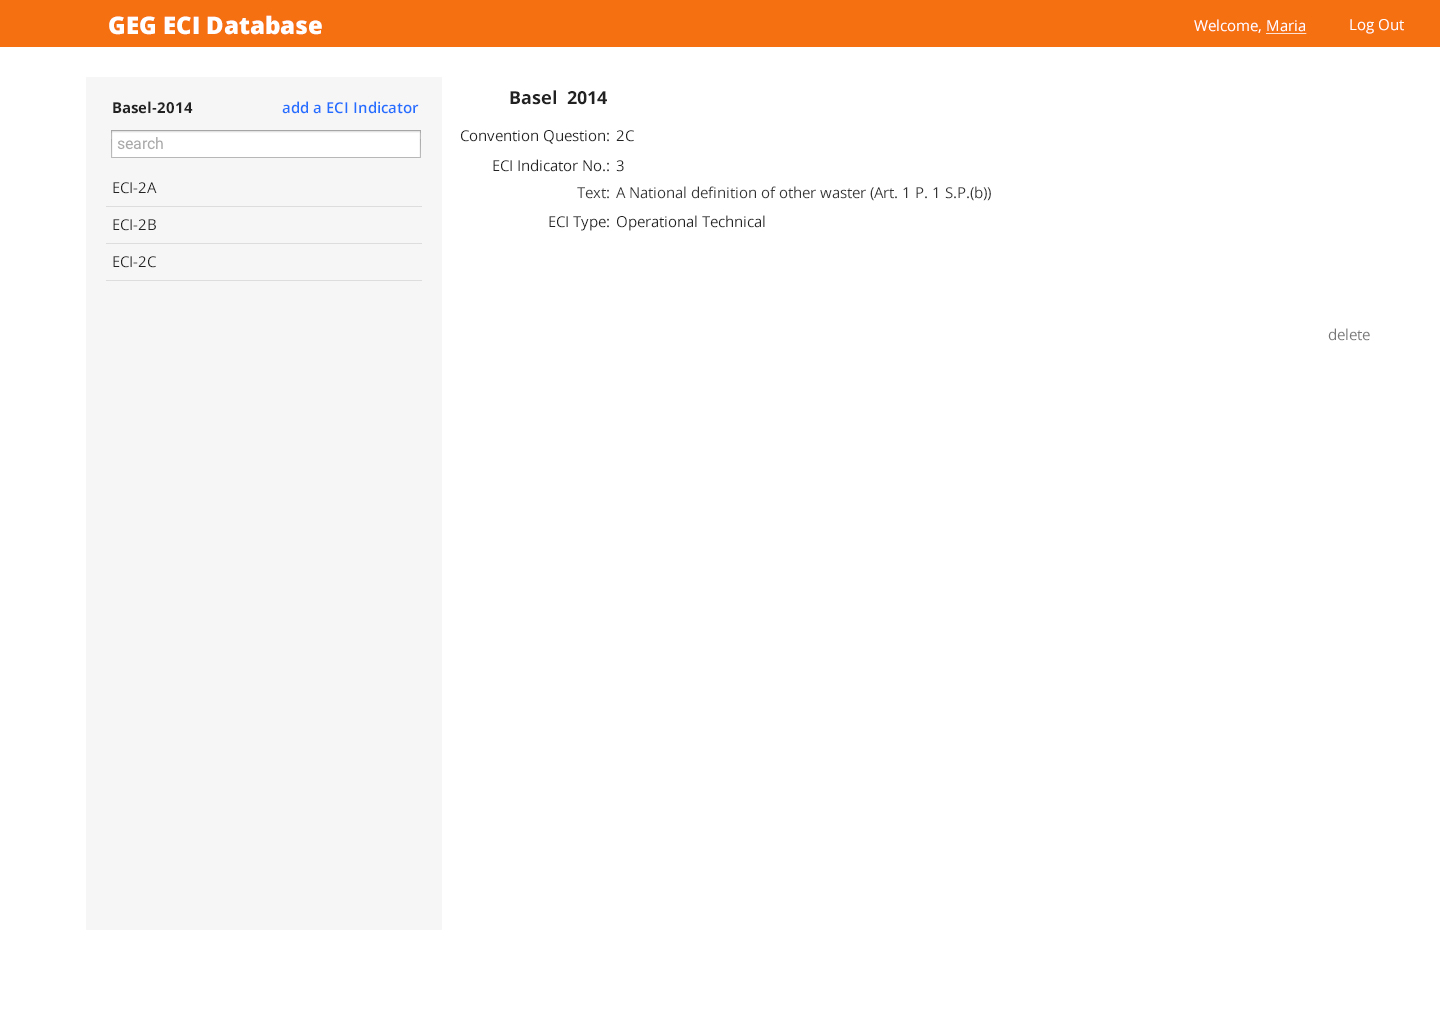 GEG ECI Database
Welcome, Maria
Log Out
Basel-2014
add a ECI Indicator
search
ECI-2A
ECI-2B
ECI-2C
Basel 2014
Convention Question: 2C
ECI Indicator No.: 3
Text: A National definition of other waster (Art. 1 P. 1 S.P.(b))
ECI Type: Operational Technical
delete